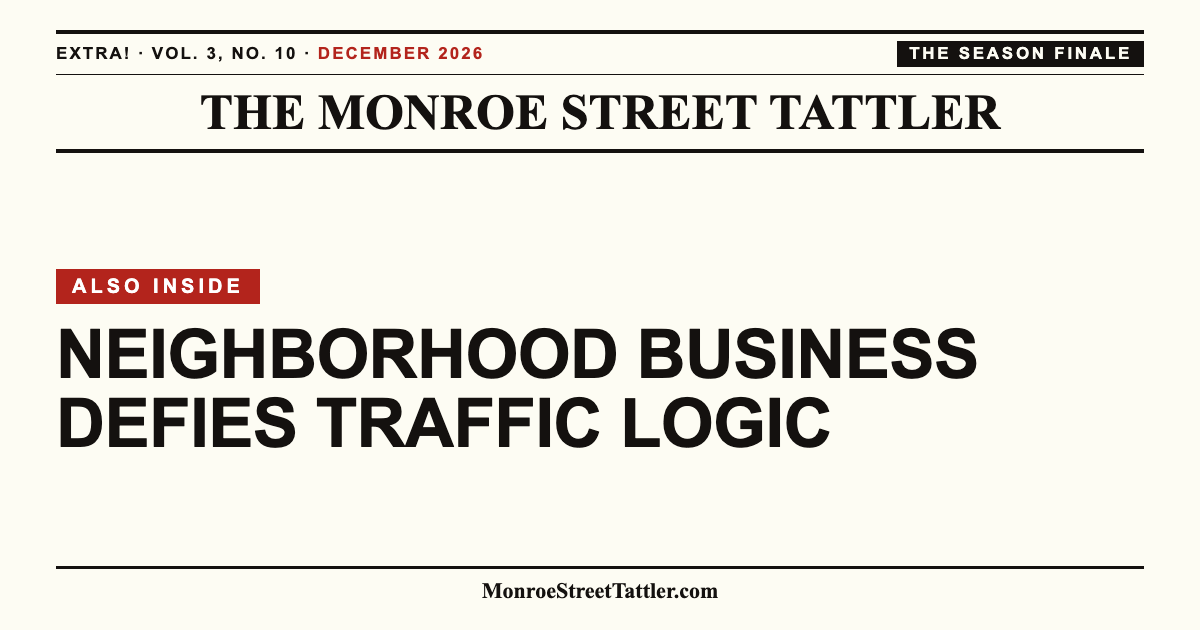 EXTRA! · VOL. 3, NO. 10 · DECEMBER 2026
THE SEASON FINALE
THE MONROE STREET TATTLER
ALSO INSIDE
NEIGHBORHOOD BUSINESS
DEFIES TRAFFIC LOGIC
MonroeStreetTattler.com